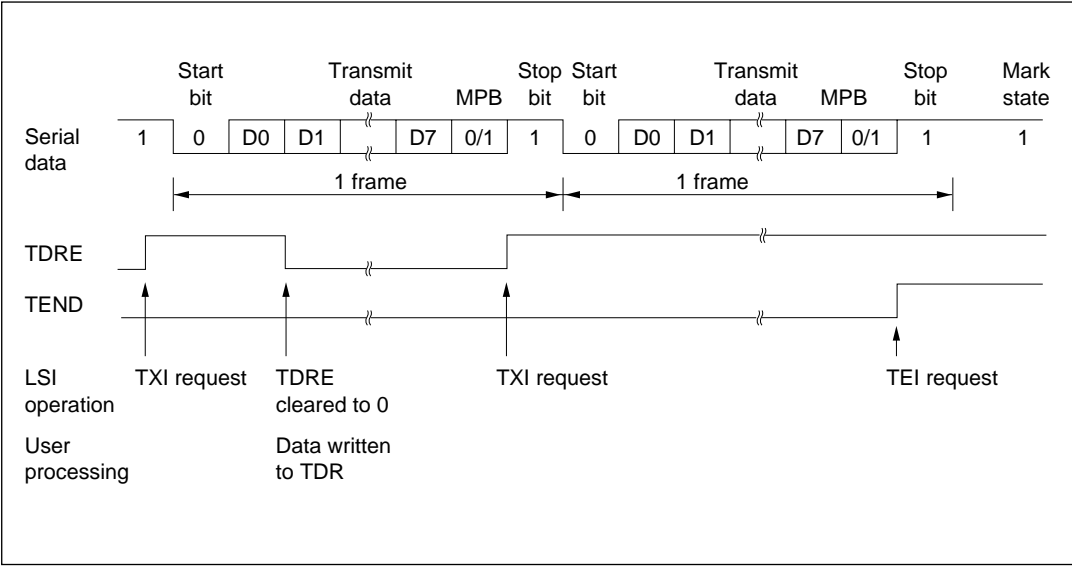 Start Transmit Stop Start Transmit Stop Mark
bit data MPB bit bit data MPB bit state
Serial 1 0 D0 D1 D7 0/1 1 0 D0 D1 D7 0/1 1 1
data
1 frame 1 frame
TDRE
TEND
LSI TXI request TDRE TXI request TEI request
operation cleared to 0
User Data written
processing to TDR